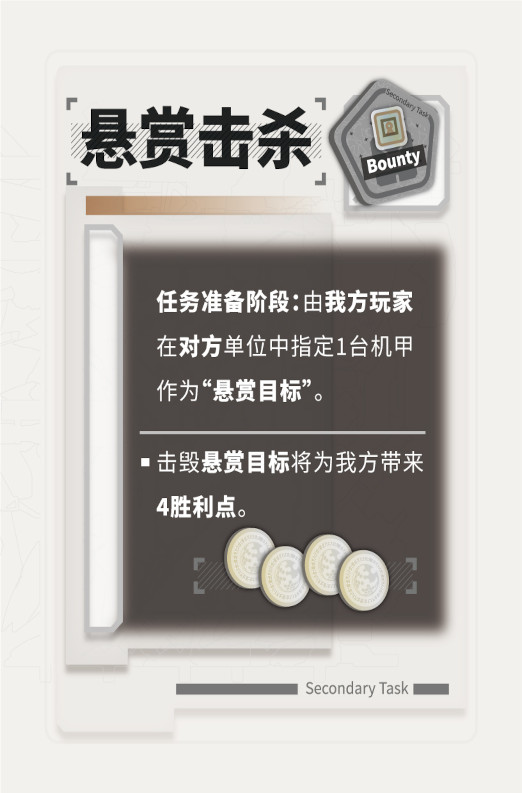 悬赏击杀
Secondary Task
Bounty
任务准备阶段：由我方玩家
在对方单位中指定1台机甲
作为“悬赏目标”。
▪ 击毁悬赏目标将为我方带来
4胜利点。
Secondary Task